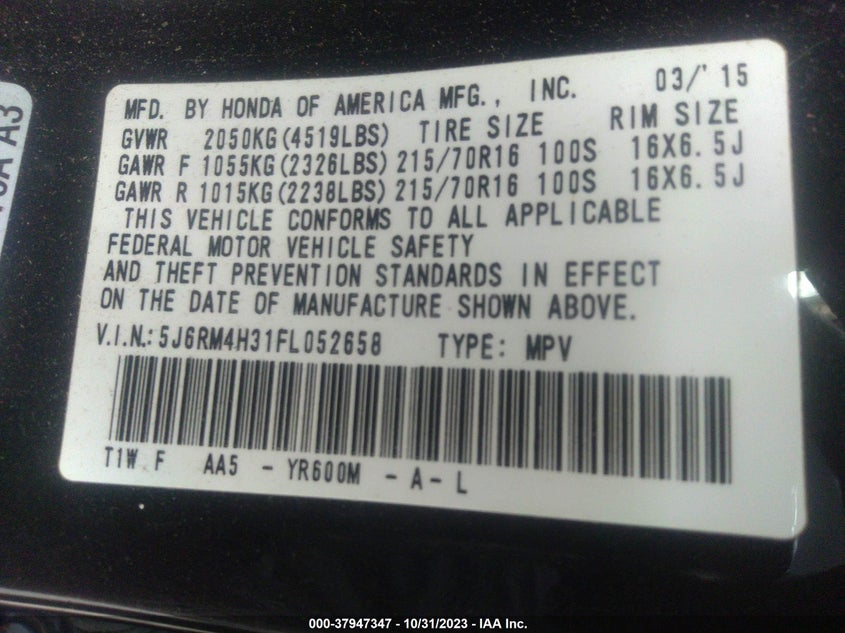 MFD. BY HONDA OF AMERICA MFG., INC. 03/'15
GVWR 2050KG(4519LBS) TIRE SIZE RIM SIZE
GAWR F 1055KG(2326LBS) 215/70R16 100S 16X6.5J
GAWR R 1015KG(2238LBS) 215/70R16 100S 16X6.5J
THIS VEHICLE CONFORMS TO ALL APPLICABLE
FEDERAL MOTOR VEHICLE SAFETY
AND THEFT PREVENTION STANDARDS IN EFFECT
ON THE DATE OF MANUFACTURE SHOWN ABOVE.
V.I.N.: 5J6RM4H31FL052658 TYPE: MPV
T1W F AA5 - YR600M - A - L
A3
000-37947347 - 10/31/2023 - IAA Inc.